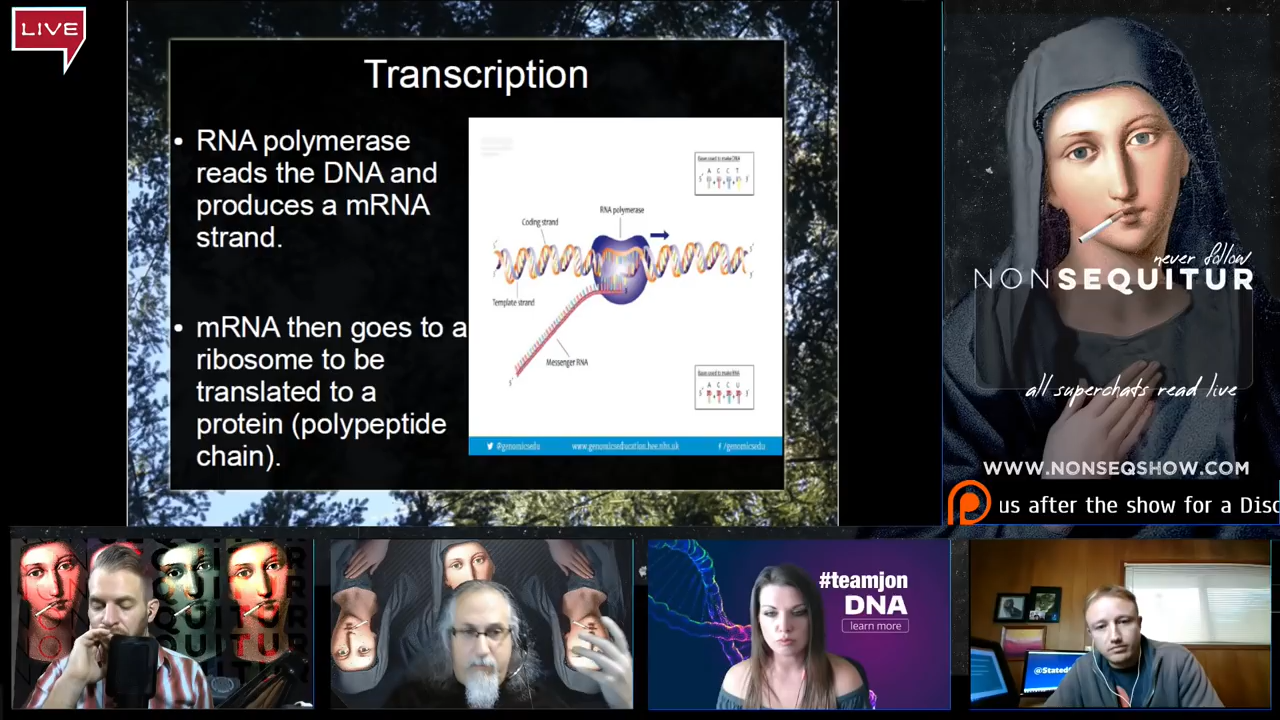 LIVE
Transcription
• RNA polymerase
reads the DNA and
produces a mRNA
strand.
• mRNA then goes to a
ribosome to be
translated to a
protein (polypeptide
chain).
A C C T
RNA polymerase
Coding strand
Template strand
Messenger RNA
A C C U
@genomicsedu
www.genomicseducation.hee.nhs.uk
/genomicsedu
never follow
NONSEQUITUR
all superchats read live
WWW.NONSEQSHOW.COM
us after the show for a Disc
#teamjon
DNA
learn more